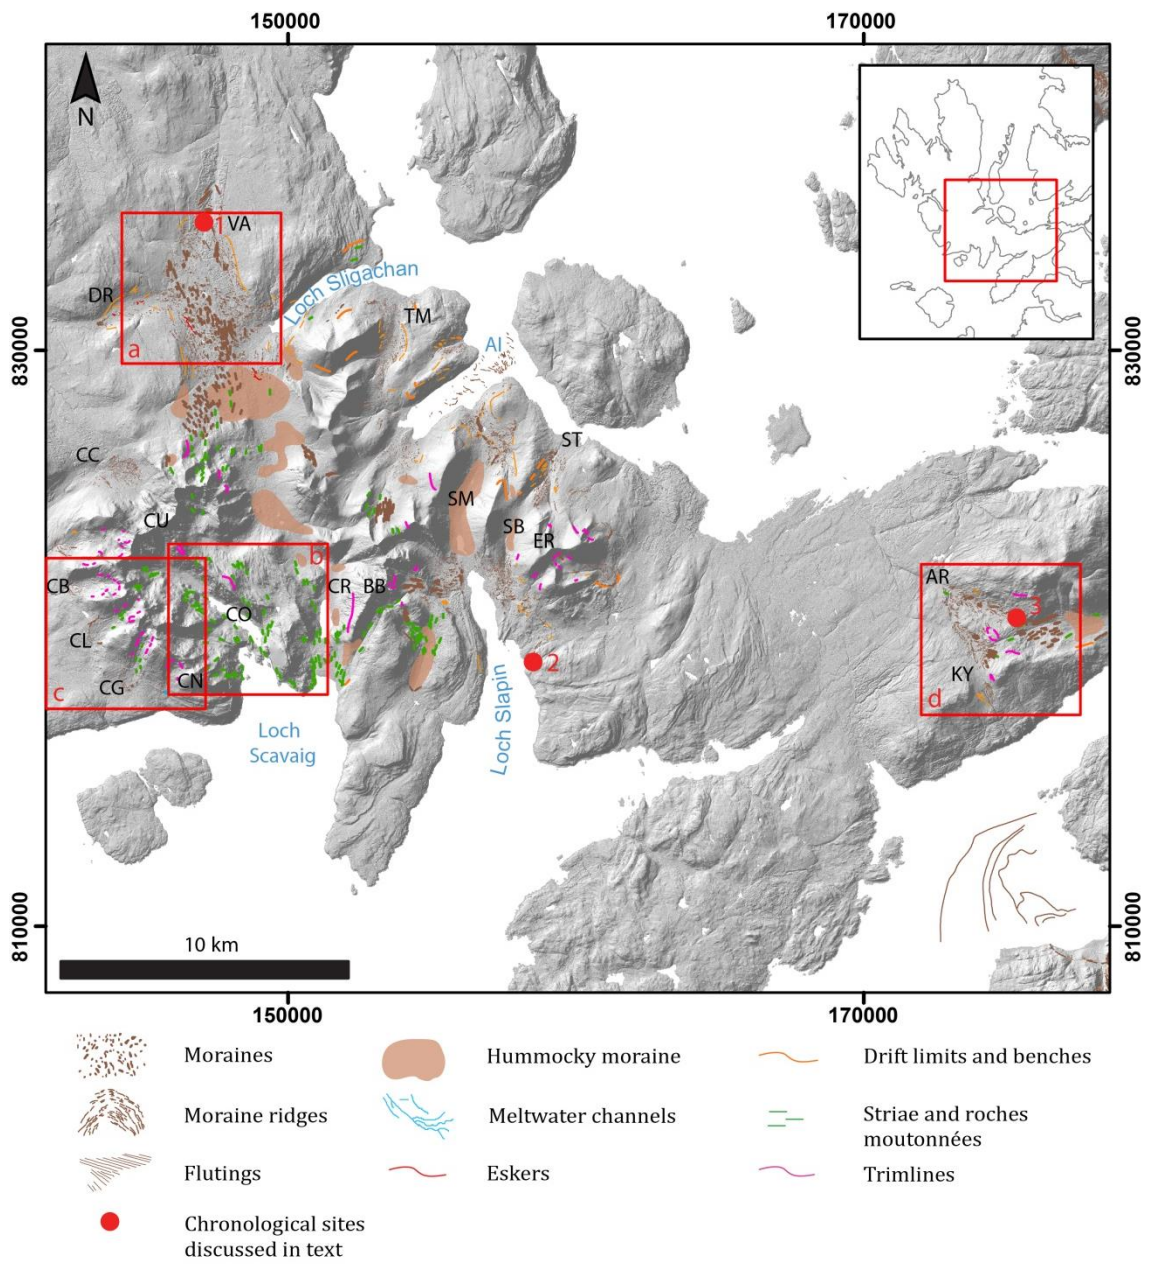 150000
170000
N
1
VA
DR
Loch Sligachan
TM
830000
830000
a
AI
ST
CC
SM
CU
SB
ER
b
CB
CR
BB
AR
CO
3
CL
2
KY
CN
c
CG
d
Loch Slapin
Loch
Scavaig
810000
810000
10 km
150000
170000
Moraines
Hummocky moraine
Drift limits and benches
Moraine ridges
Meltwater channels
Striae and roches
moutonnées
Flutings
Eskers
Trimlines
Chronological sites
discussed in text